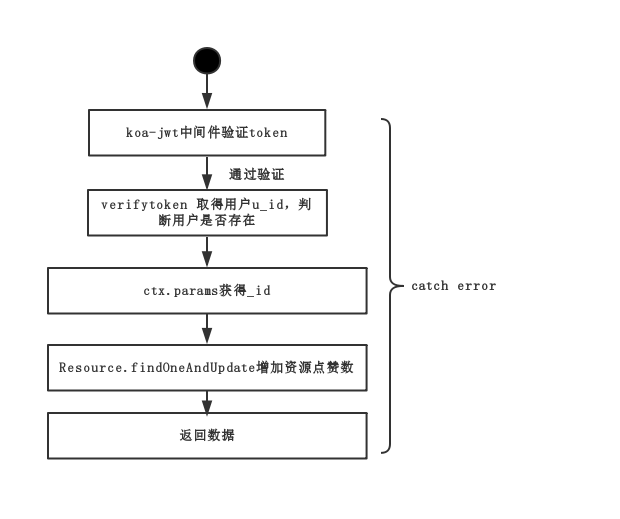 koa-jwt中间件验证token
通过验证
verifytoken 取得用户u_id，判
断用户是否存在
ctx.params获得_id
catch error
Resource.findOneAndUpdate增加资源点赞数
返回数据